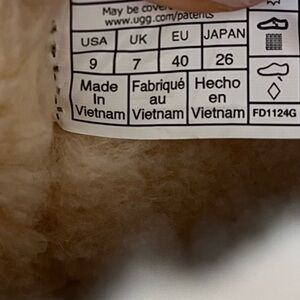 May be covered
www.ugg.com/patents
USA UK EU JAPAN
9 7 40 26
Made Fabriqué Hecho
In au en
Vietnam Vietnam Vietnam
FD1124G